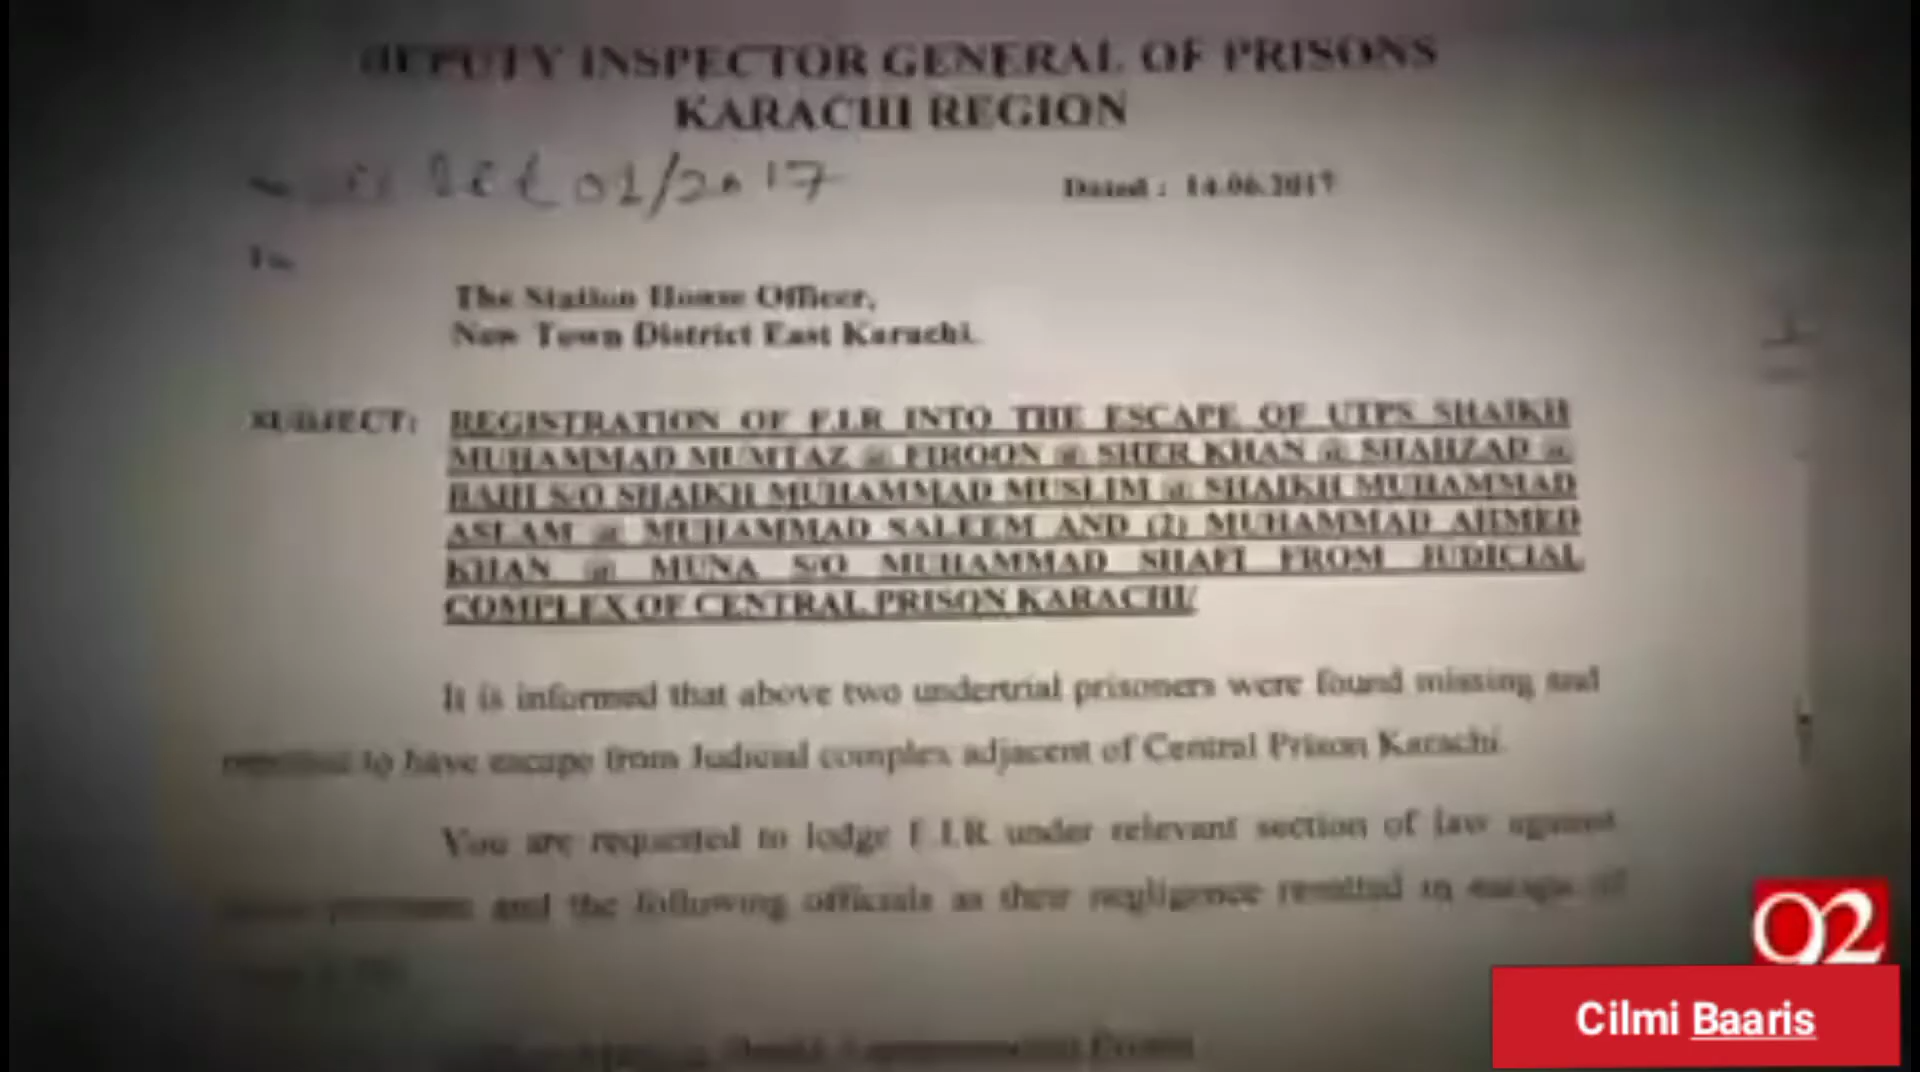 DEPUTY INSPECTOR GENERAL OF PRISONS
KARACHI REGION
01/2017 Dated : 14.06.2017
To
The Station House Officer,
New Town District East Karachi.
SUBJECT: REGISTRATION OF F.I.R INTO THE ESCAPE OF UTPS SHAIKH
MUHAMMAD MUMTAZ @ FIROON @ SHER KHAN @ SHAHZAD @
S/O SHAIKH MUHAMMAD MUSLIM @ SHAIKH MUHAMMAD
ASLAM @ MUHAMMAD SALEEM AND (2) MUHAMMAD AHMED
KHAN @ MUNA S/O MUHAMMAD SHAFI FROM JUDICIAL
COMPLEX OF CENTRAL PRISON KARACHI/
It is informed that above two undertrial prisoners were found missing and
to have escape from Judicial complex adjacent of Central Prison Karachi.
You are requested to lodge F.I.R under relevant section of law against
and the following officials as their negligence resulted in escape of
92
Cilmi Baaris